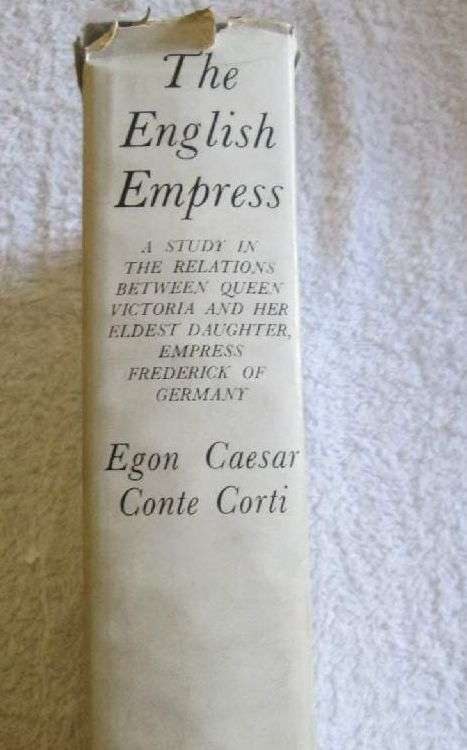 The
English
Empress
A STUDY IN
THE RELATIONS
BETWEEN QUEEN
VICTORIA AND HER
ELDEST DAUGHTER,
EMPRESS
FREDERICK OF
GERMANY
Egon Caesar
Conte Corti